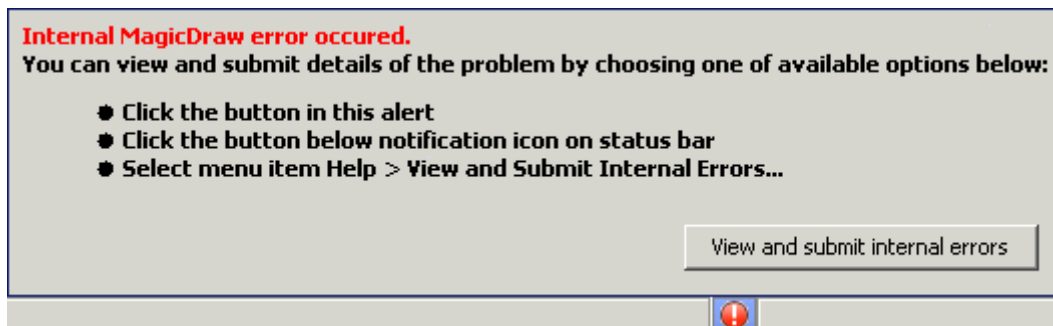 Internal MagicDraw error occured.
You can view and submit details of the problem by choosing one of available options below:
Click the button in this alert
Click the button below notification icon on status bar
Select menu item Help > View and Submit Internal Errors...
View and submit internal errors